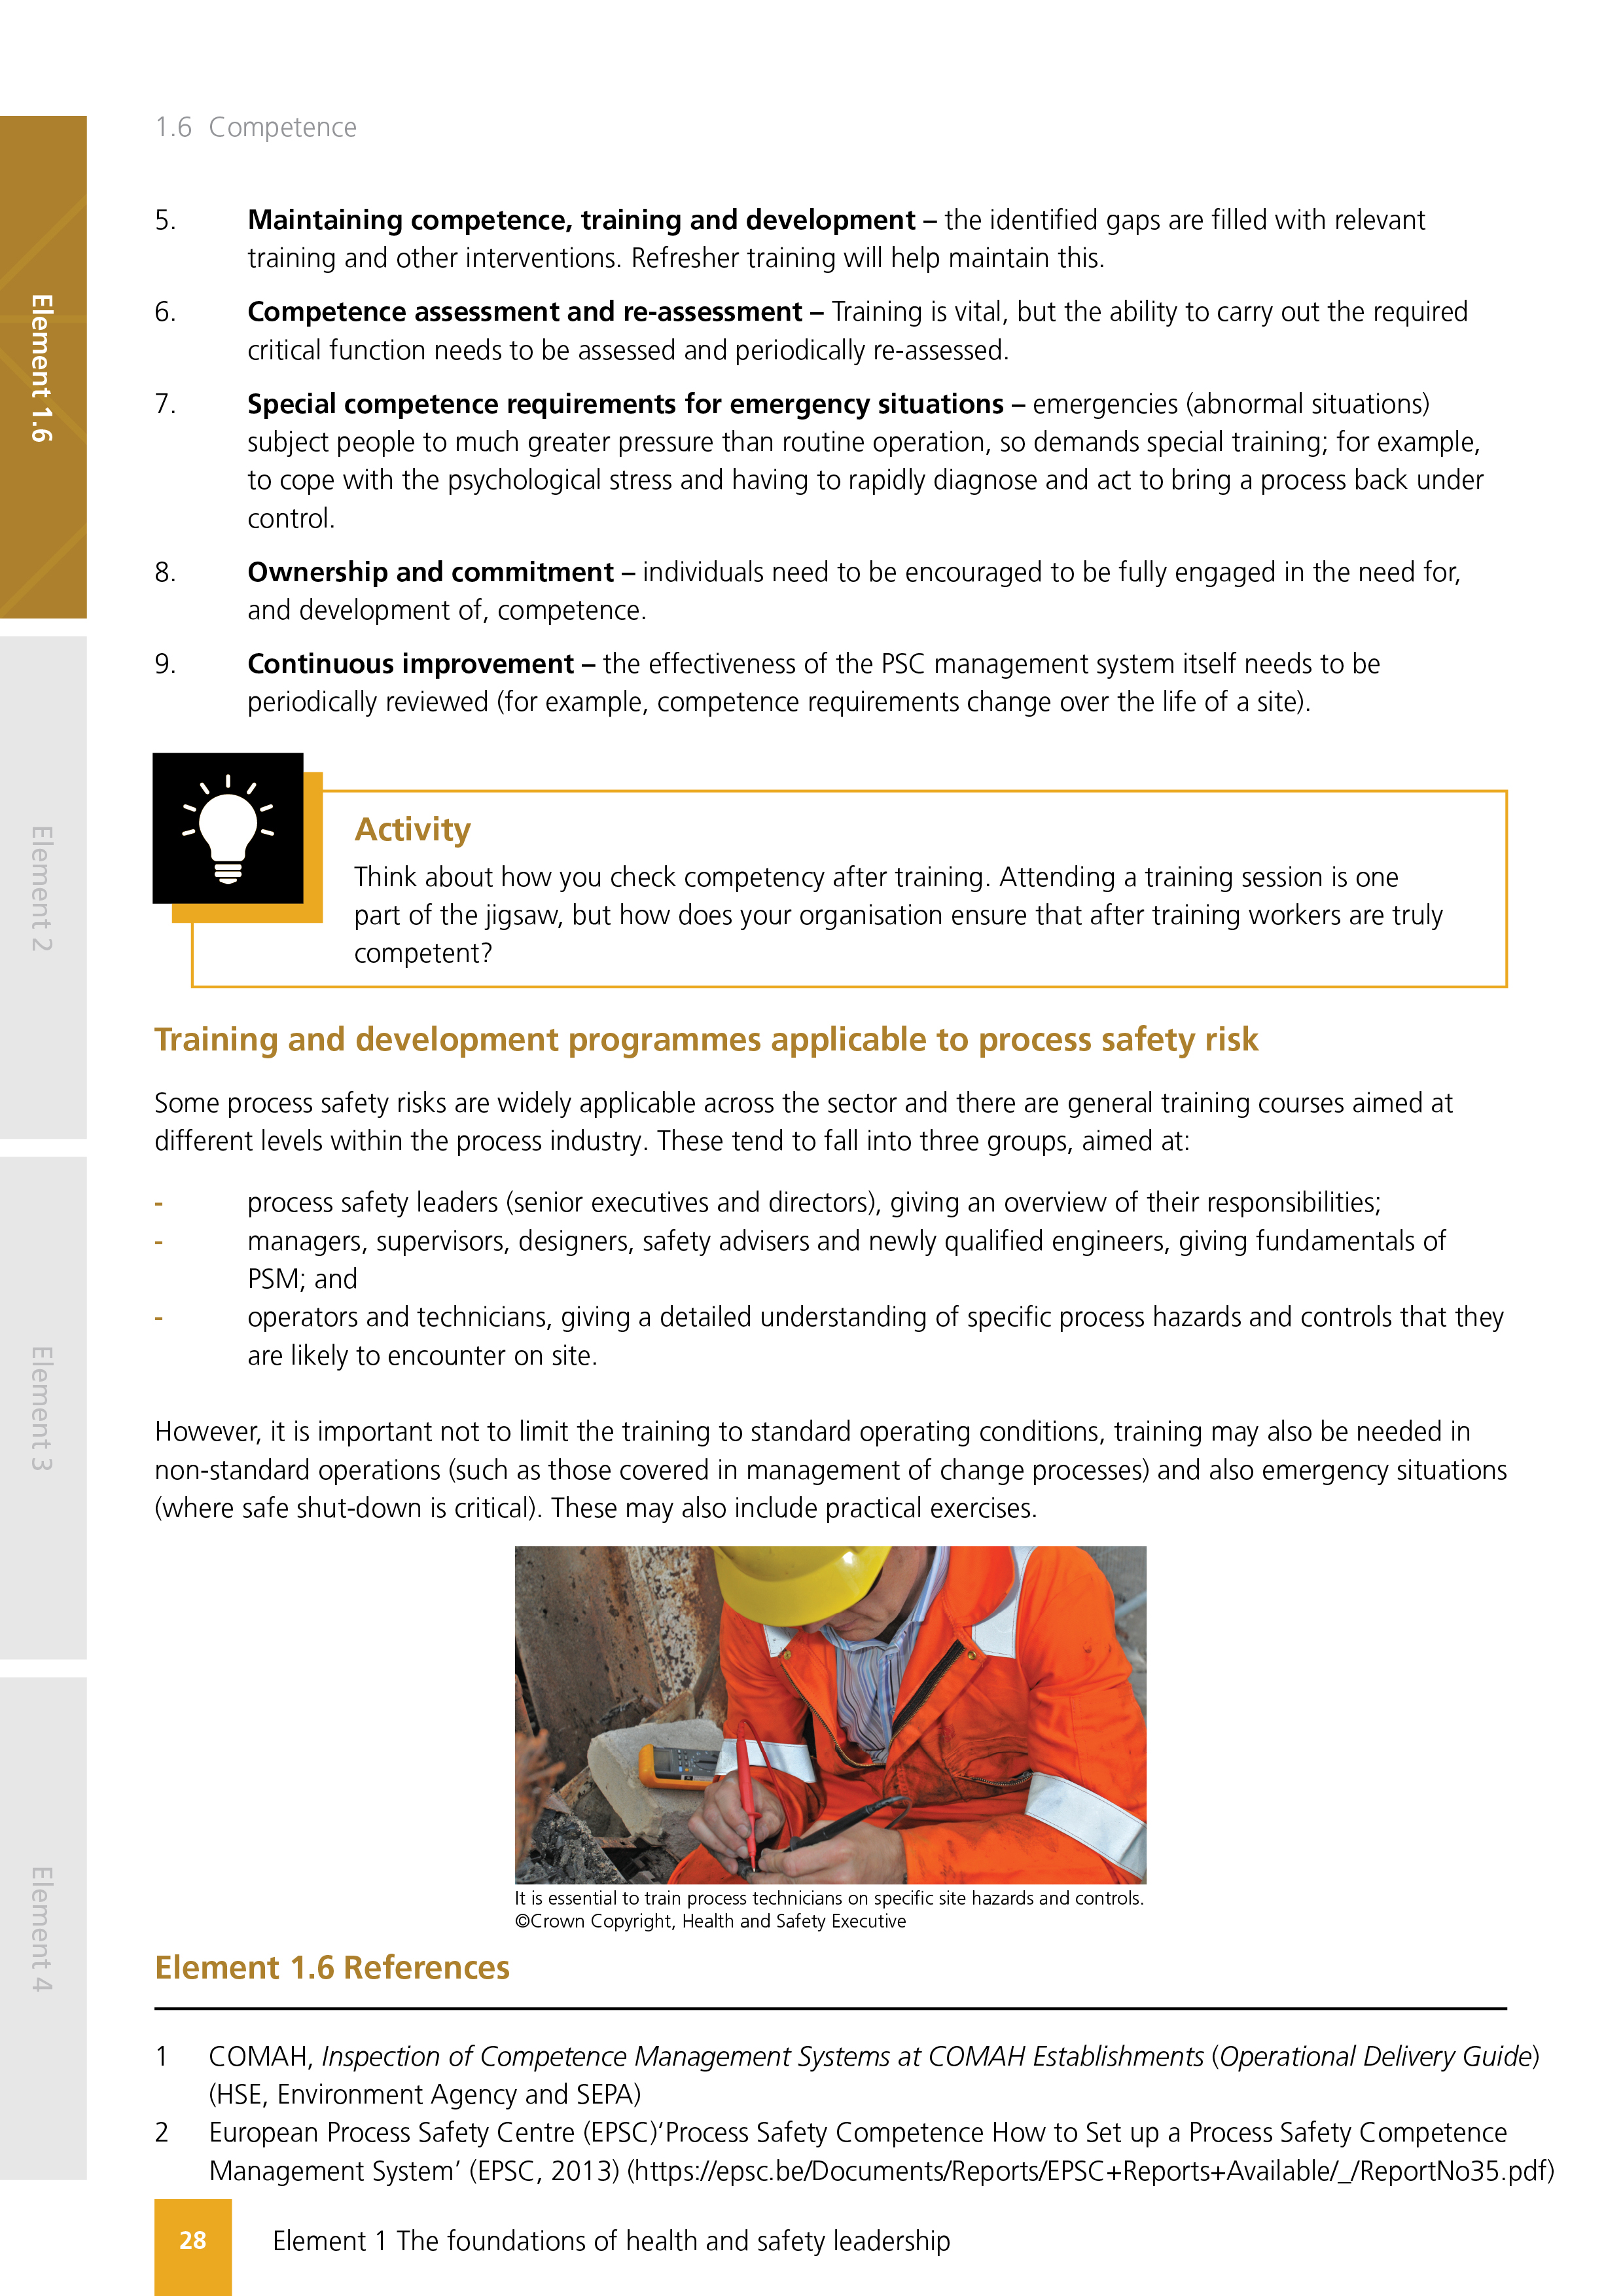 1.6 Competence
5. Maintaining competence, training and development – the identified gaps are filled with relevant
training and other interventions. Refresher training will help maintain this.
6. Competence assessment and re-assessment – Training is vital, but the ability to carry out the required
critical function needs to be assessed and periodically re-assessed.
7. Special competence requirements for emergency situations – emergencies (abnormal situations)
subject people to much greater pressure than routine operation, so demands special training; for example,
to cope with the psychological stress and having to rapidly diagnose and act to bring a process back under
control.
8. Ownership and commitment – individuals need to be encouraged to be fully engaged in the need for,
and development of, competence.
9. Continuous improvement – the effectiveness of the PSC management system itself needs to be
periodically reviewed (for example, competence requirements change over the life of a site).
Activity
Think about how you check competency after training. Attending a training session is one
part of the jigsaw, but how does your organisation ensure that after training workers are truly
competent?
Training and development programmes applicable to process safety risk
Some process safety risks are widely applicable across the sector and there are general training courses aimed at
different levels within the process industry. These tend to fall into three groups, aimed at:
- process safety leaders (senior executives and directors), giving an overview of their responsibilities;
- managers, supervisors, designers, safety advisers and newly qualified engineers, giving fundamentals of
PSM; and
- operators and technicians, giving a detailed understanding of specific process hazards and controls that they
are likely to encounter on site.
However, it is important not to limit the training to standard operating conditions, training may also be needed in
non-standard operations (such as those covered in management of change processes) and also emergency situations
(where safe shut-down is critical). These may also include practical exercises.
It is essential to train process technicians on specific site hazards and controls.
©Crown Copyright, Health and Safety Executive
Element 1.6 References
1 COMAH, Inspection of Competence Management Systems at COMAH Establishments (Operational Delivery Guide)
(HSE, Environment Agency and SEPA)
2 European Process Safety Centre (EPSC)'Process Safety Competence How to Set up a Process Safety Competence
Management System' (EPSC, 2013) (https://epsc.be/Documents/Reports/EPSC+Reports+Available/_/ReportNo35.pdf)
28 Element 1 The foundations of health and safety leadership
Element 1.6
Element 2
Element 3
Element 4